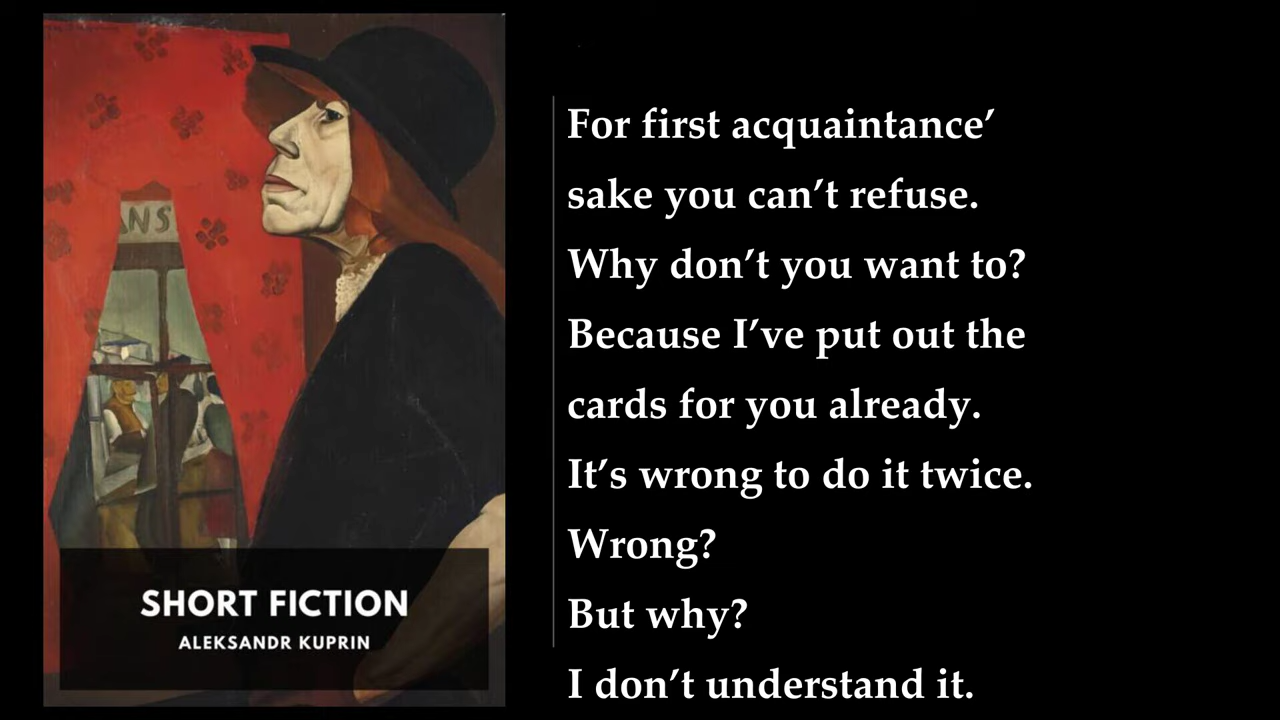 ANS
SHORT FICTION
ALEKSANDR KUPRIN
For first acquaintance’
sake you can’t refuse.
Why don’t you want to?
Because I’ve put out the
cards for you already.
It’s wrong to do it twice.
Wrong?
But why?
I don’t understand it.